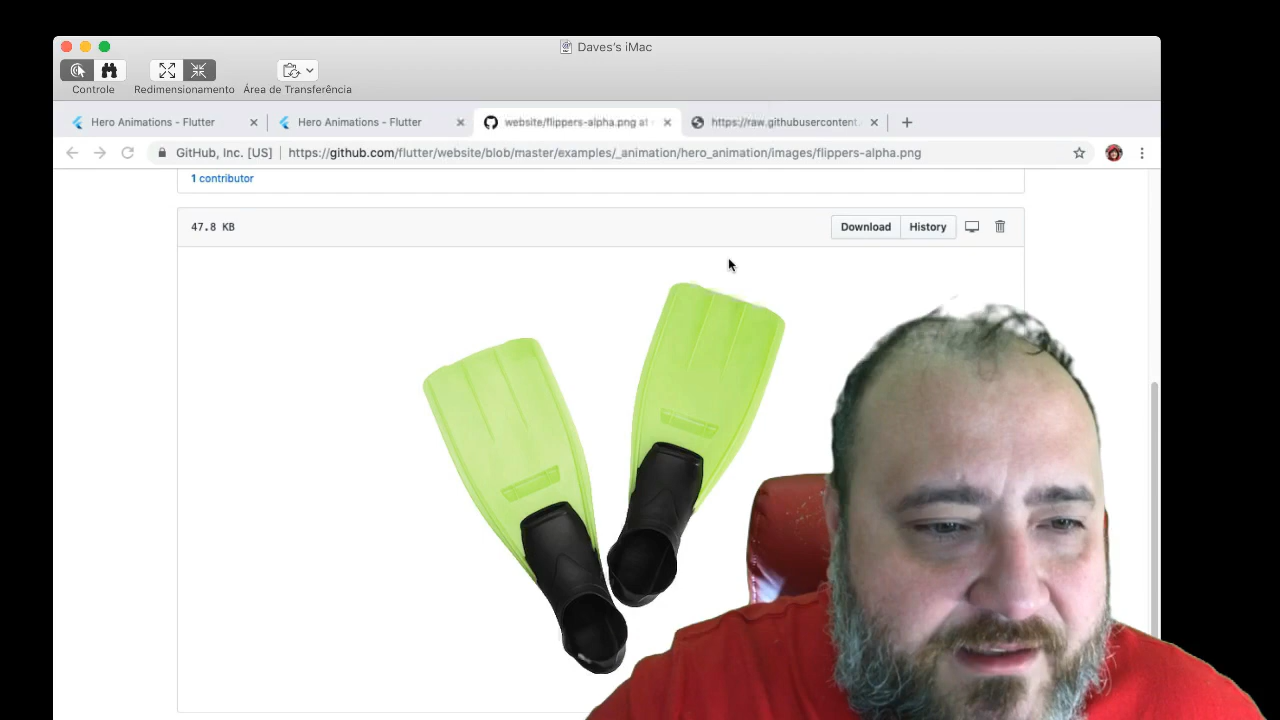 Daves's iMac
Controle
Redimensionamento
Área de Transferência
Hero Animations - Flutter
Hero Animations - Flutter
website/flippers-alpha.png at
https://raw.githubusercontent.
GitHub, Inc. [US]
https://github.com/flutter/website/blob/master/examples/_animation/hero_animation/images/flippers-alpha.png
1 contributor
47.8 KB
Download
History